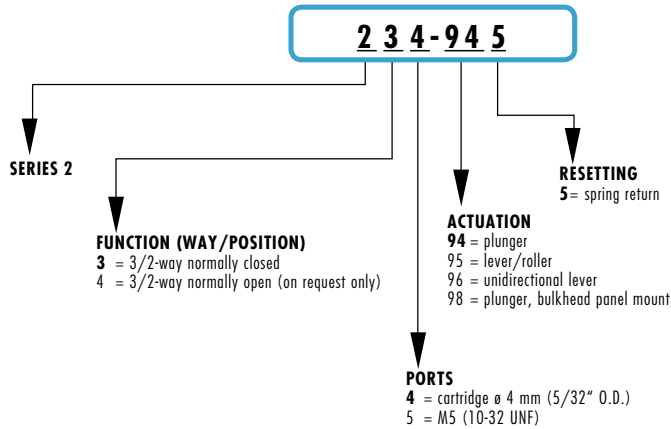 2 3 4-94 5
SERIES 2
RESETTING
5= spring return
FUNCTION (WAY/POSITION)
3 = 3/2-way normally closed
4 = 3/2-way normally open (on request only)
ACTUATION
94 = plunger
95 = lever/roller
96 = unidirectional lever
98 = plunger, bulkhead panel mount
PORTS
4 = cartridge ø 4 mm (5/32“ O.D.)
5 = M5 (10-32 UNF)